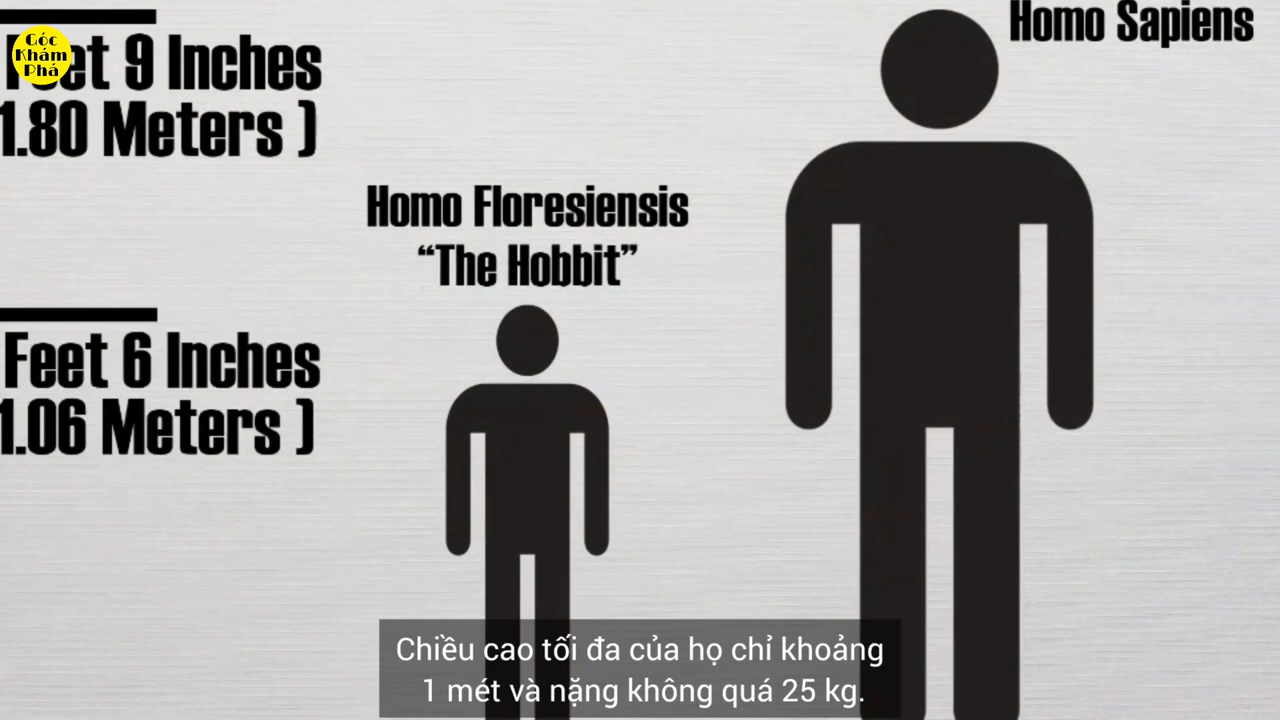 Góc
Khám
Phá
Feet 9 Inches
1.80 Meters )
Homo Sapiens
Homo Floresiensis
“The Hobbit”
Feet 6 Inches
1.06 Meters )
Chiều cao tối đa của họ chỉ khoảng
1 mét và nặng không quá 25 kg.